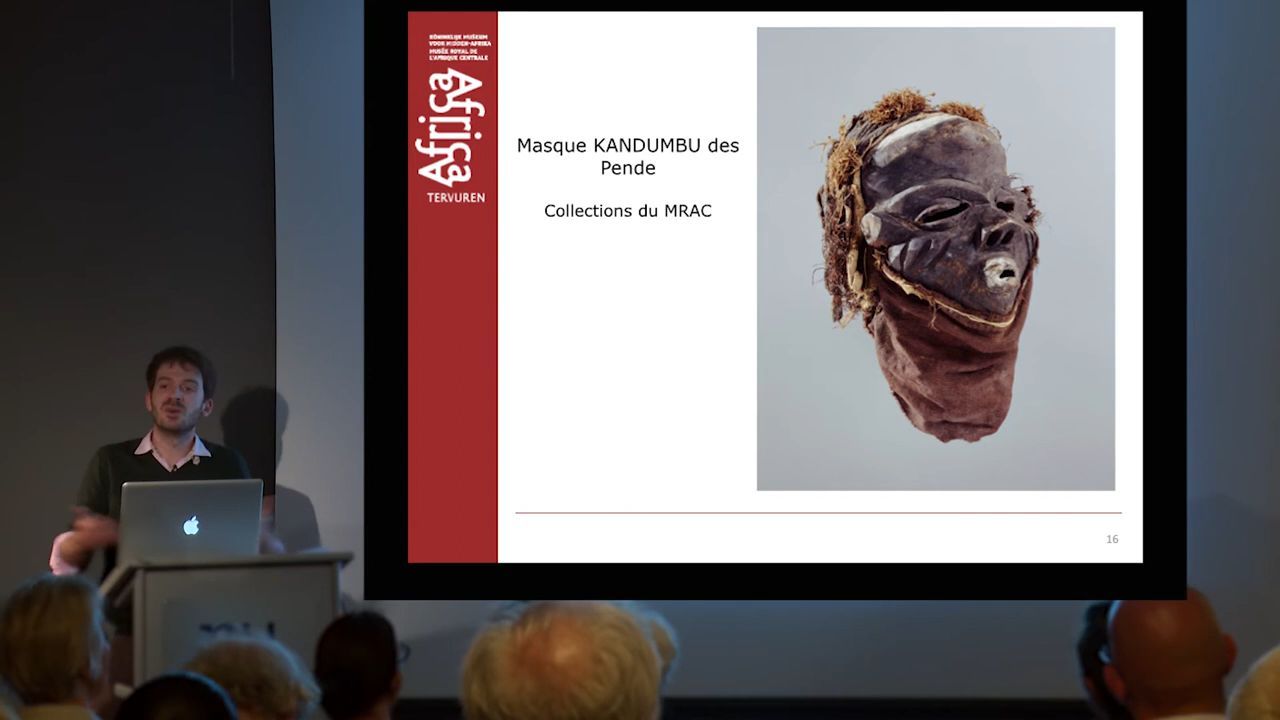 KONINKLIJK MUSEUM
VOOR MIDDEN-AFRIKA
MUSÉE ROYAL DE
L'AFRIQUE CENTRALE
Africa
Africa
TERVUREN
Masque KANDUMBU des
Pende
Collections du MRAC
16